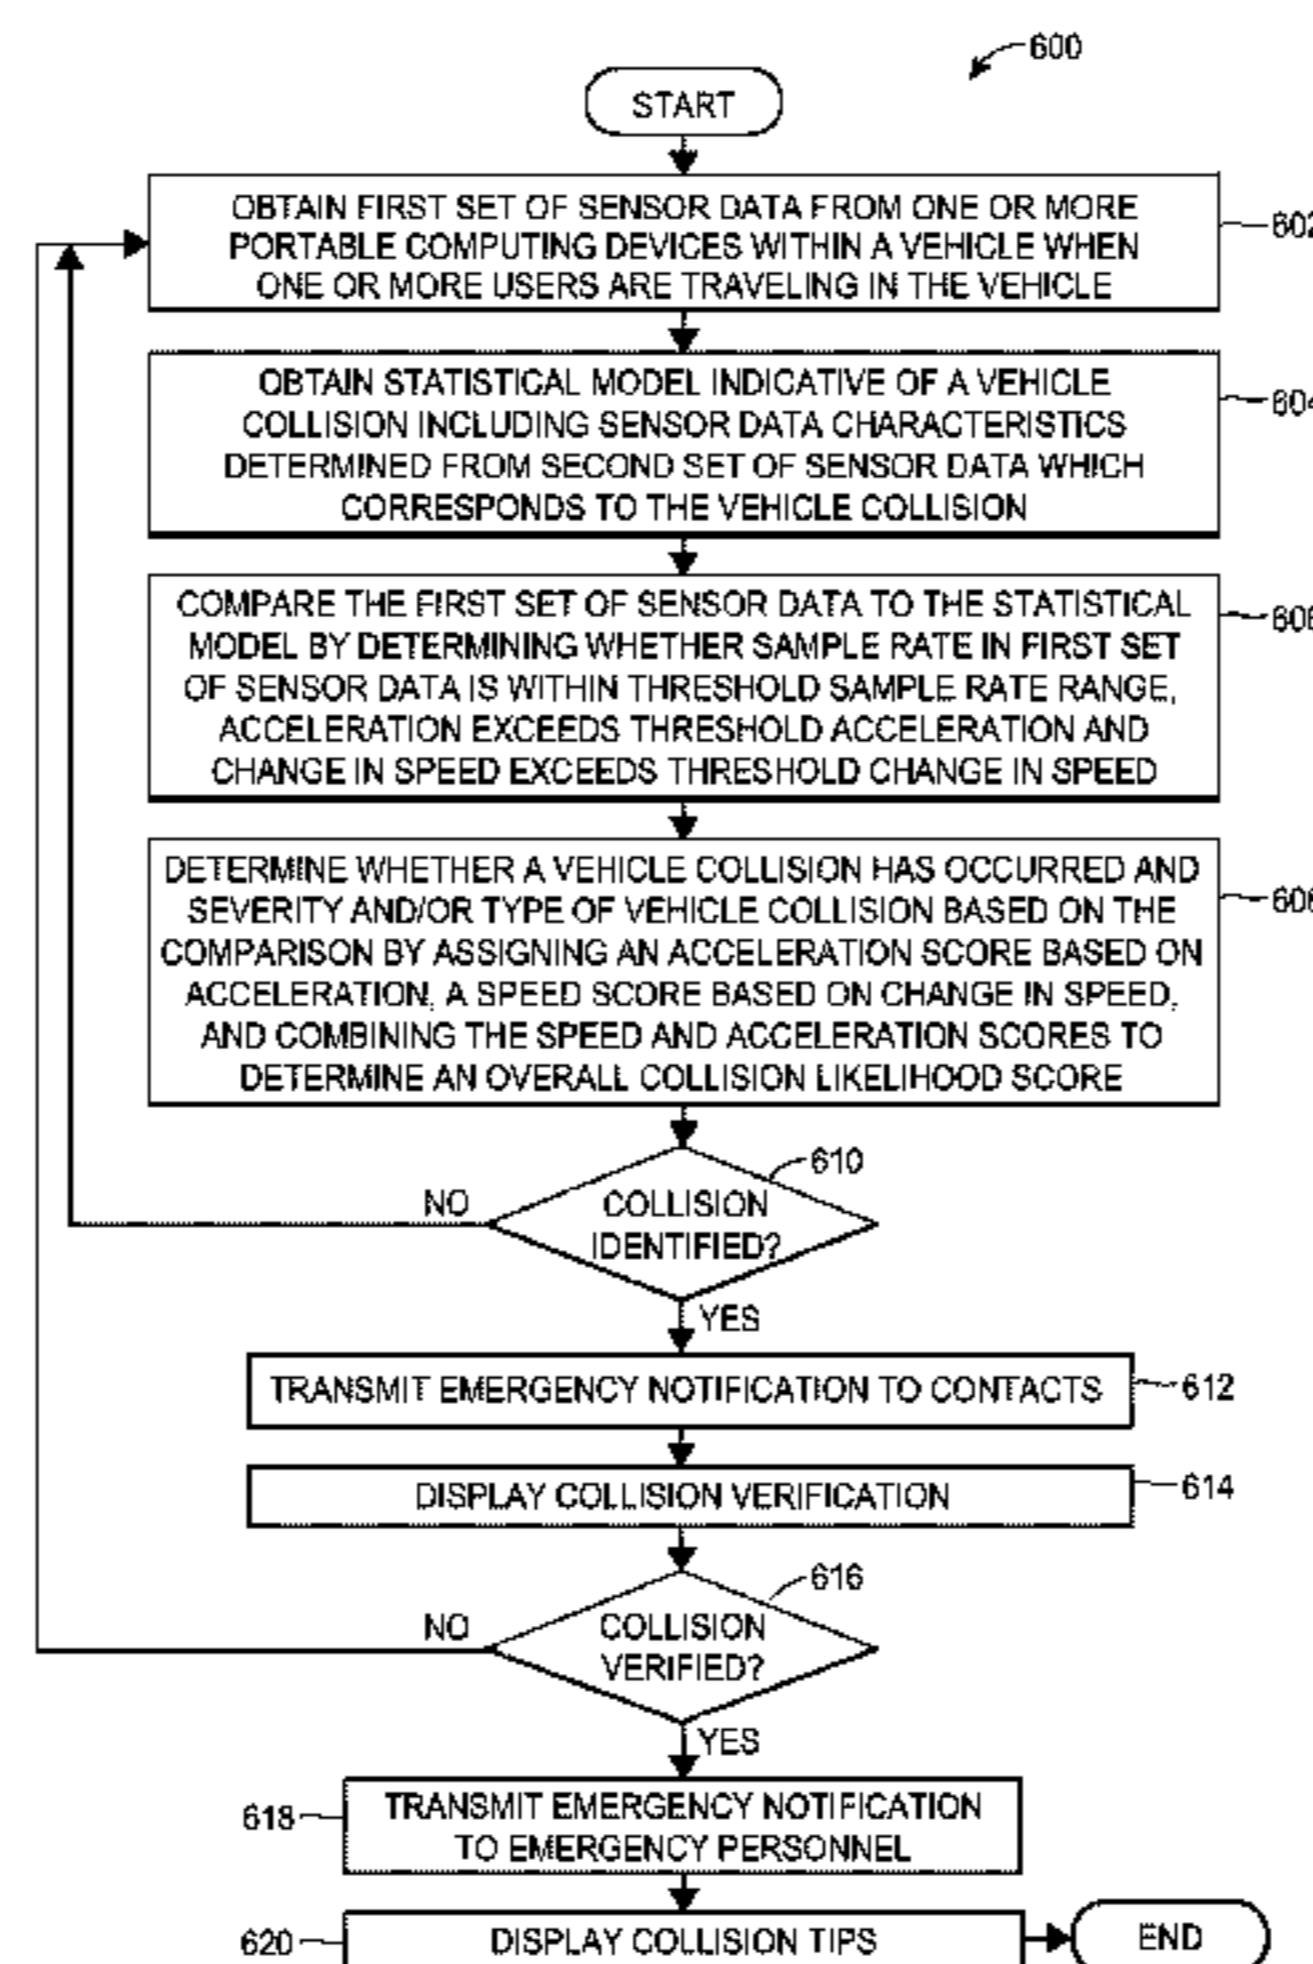 600
START
OBTAIN FIRST SET OF SENSOR DATA FROM ONE OR MORE
PORTABLE COMPUTING DEVICES WITHIN A VEHICLE WHEN
ONE OR MORE USERS ARE TRAVELING IN THE VEHICLE
OBTAIN STATISTICAL MODEL INDICATIVE OF A VEHICLE
COLLISION INCLUDING SENSOR DATA CHARACTERISTICS
DETERMINED FROM SECOND SET OF SENSOR DATA WHICH
CORRESPONDS TO THE VEHICLE COLLISION
COMPARE THE FIRST SET OF SENSOR DATA TO THE STATISTICAL
MODEL BY DETERMINING WHETHER SAMPLE RATE IN FIRST SET
OF SENSOR DATA IS WITHIN THRESHOLD SAMPLE RATE RANGE,
ACCELERATION EXCEEDS THRESHOLD ACCELERATION AND
CHANGE IN SPEED EXCEEDS THRESHOLD CHANGE IN SPEED
DETERMINE WHETHER A VEHICLE COLLISION HAS OCCURRED AND
SEVERITY AND/OR TYPE OF VEHICLE COLLISION BASED ON THE
COMPARISON BY ASSIGNING AN ACCELERATION SCORE BASED ON
ACCELERATION, A SPEED SCORE BASED ON CHANGE IN SPEED,
AND COMBINING THE SPEED AND ACCELERATION SCORES TO
DETERMINE AN OVERALL COLLISION LIKELIHOOD SCORE
610
NO
COLLISION
IDENTIFIED?
YES
TRANSMIT EMERGENCY NOTIFICATION TO CONTACTS
612
DISPLAY COLLISION VERIFICATION
614
616
NO
COLLISION
VERIFIED?
YES
618
TRANSMIT EMERGENCY NOTIFICATION
TO EMERGENCY PERSONNEL
620
DISPLAY COLLISION TIPS
END